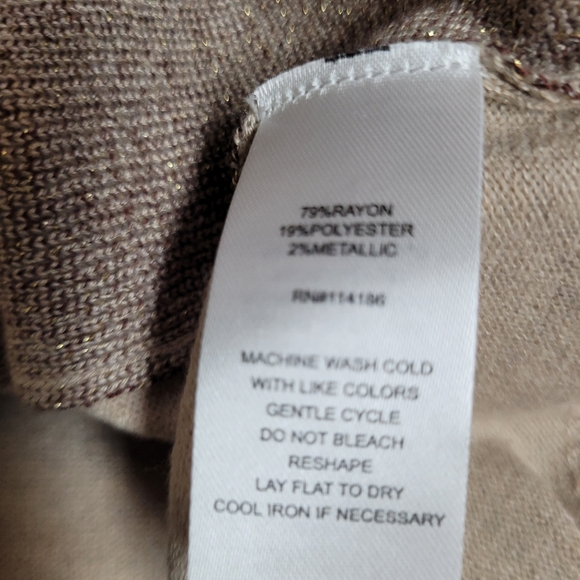 79%RAYON
19%POLYESTER
2%METALLIC
RN#114186
MACHINE WASH COLD
WITH LIKE COLORS
GENTLE CYCLE
DO NOT BLEACH
RESHAPE
LAY FLAT TO DRY
COOL IRON IF NECESSARY